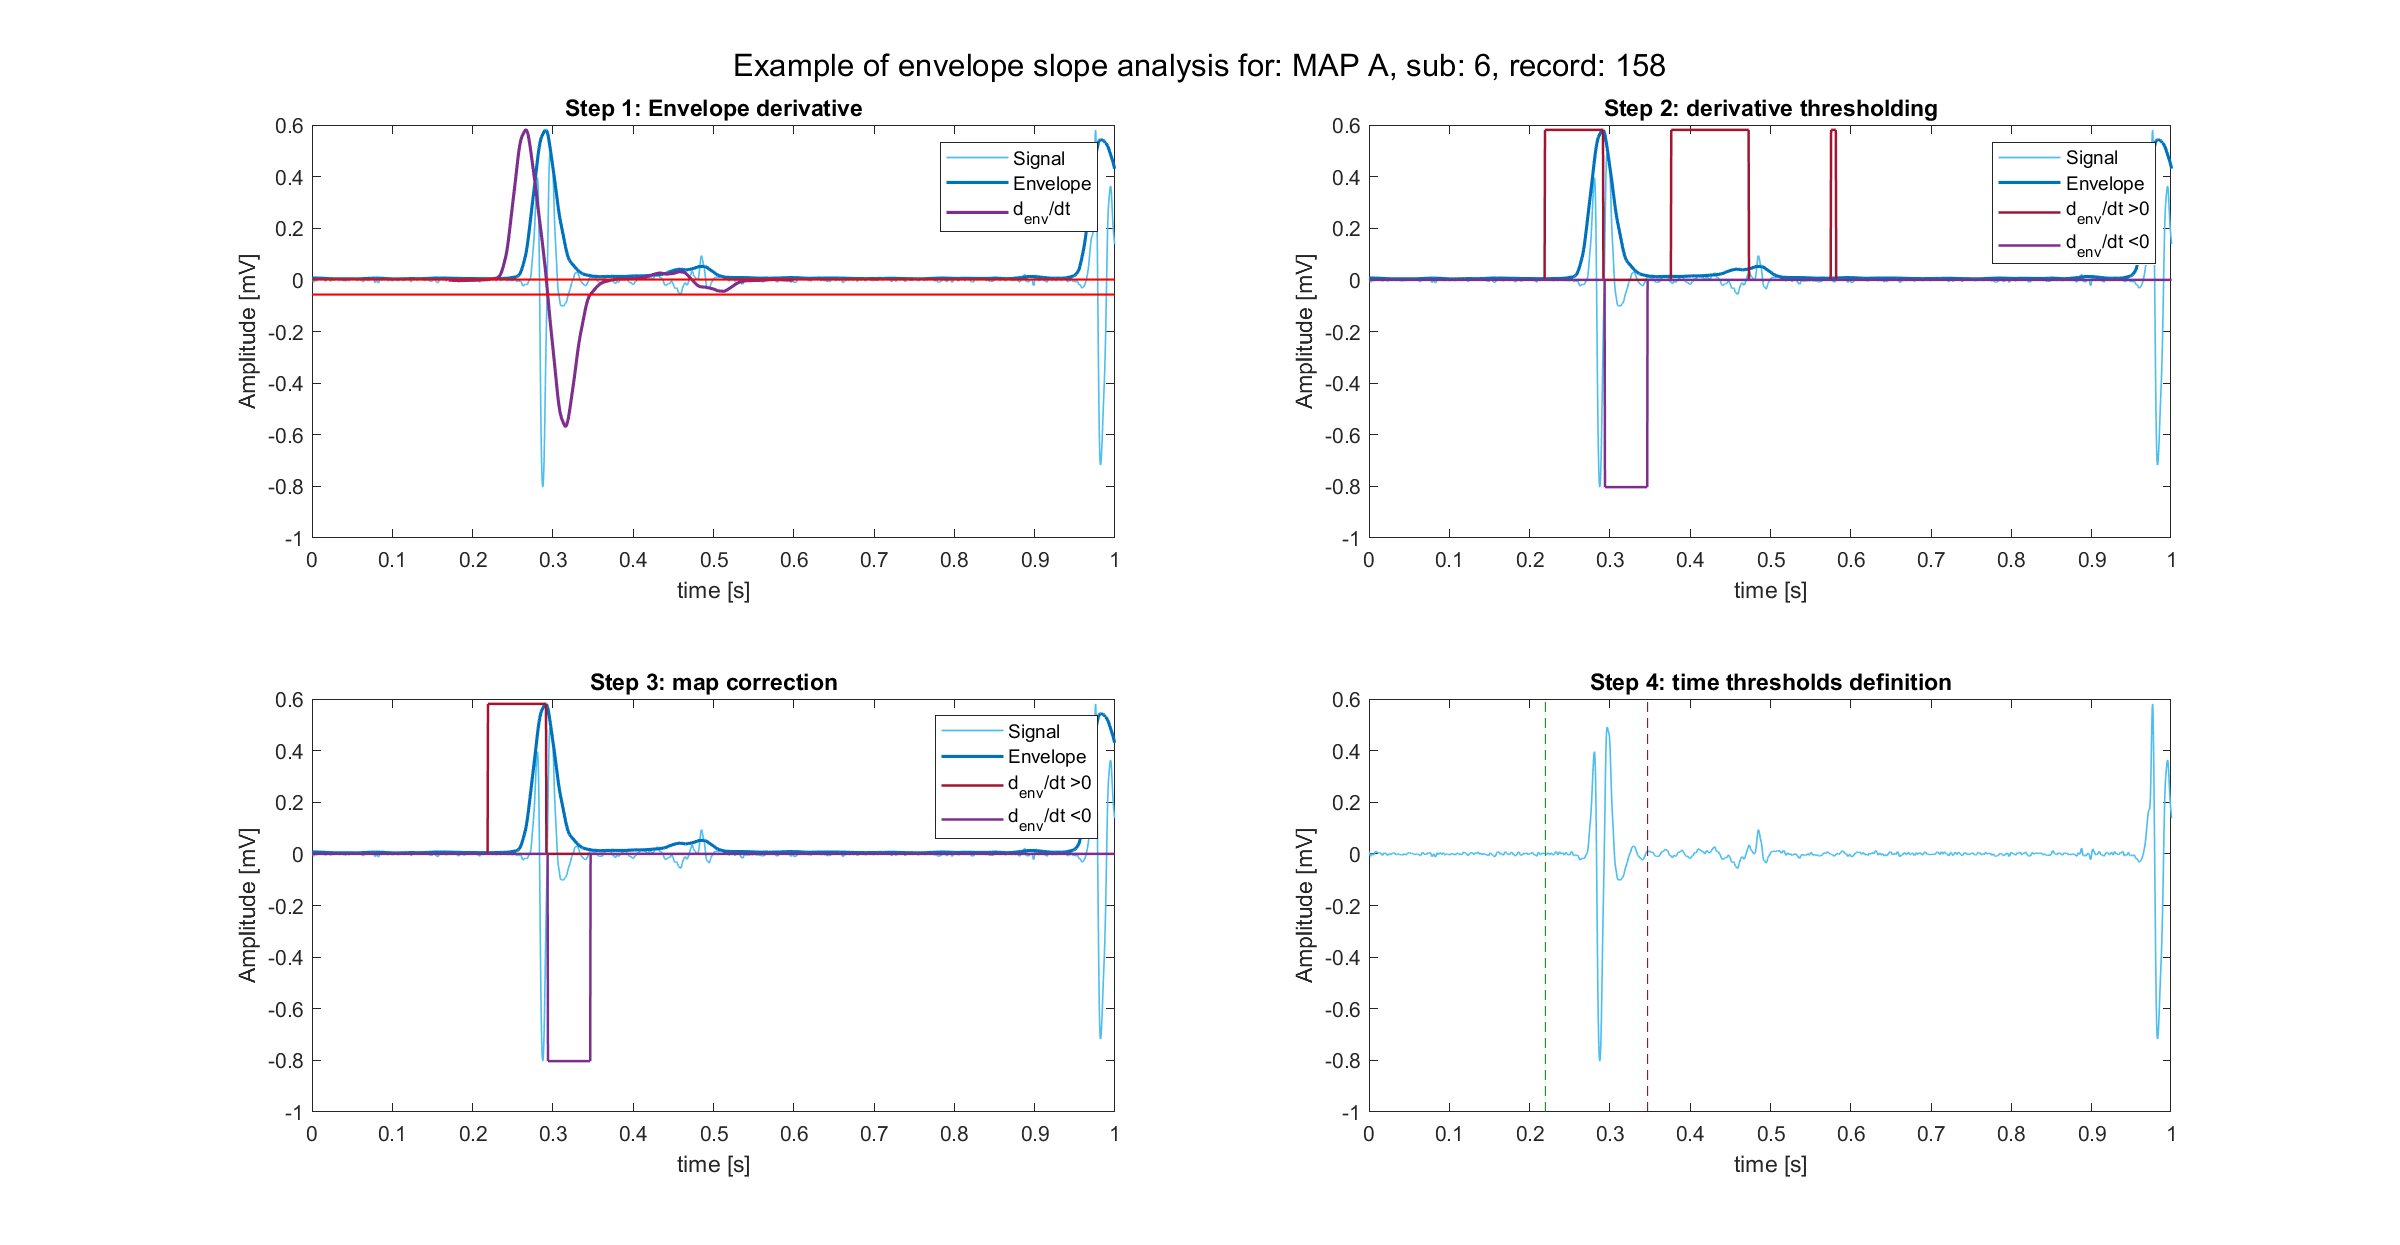 Example of envelope slope analysis for: MAP A, sub: 6, record: 158
Step 1: Envelope derivative
0.6
0.4
0.2
0
-0.2
-0.4
-0.6
-0.8
-1
Amplitude [mV]
0 0.1 0.2 0.3 0.4 0.5 0.6 0.7 0.8 0.9 1
time [s]
Signal
Envelope
d_env/dt
Step 2: derivative thresholding
0.6
0.4
0.2
0
-0.2
-0.4
-0.6
-0.8
-1
Amplitude [mV]
0 0.1 0.2 0.3 0.4 0.5 0.6 0.7 0.8 0.9 1
time [s]
Signal
Envelope
d_env/dt >0
d_env/dt <0
Step 3: map correction
0.6
0.4
0.2
0
-0.2
-0.4
-0.6
-0.8
-1
Amplitude [mV]
0 0.1 0.2 0.3 0.4 0.5 0.6 0.7 0.8 0.9 1
time [s]
Signal
Envelope
d_env/dt >0
d_env/dt <0
Step 4: time thresholds definition
0.6
0.4
0.2
0
-0.2
-0.4
-0.6
-0.8
-1
Amplitude [mV]
0 0.1 0.2 0.3 0.4 0.5 0.6 0.7 0.8 0.9 1
time [s]